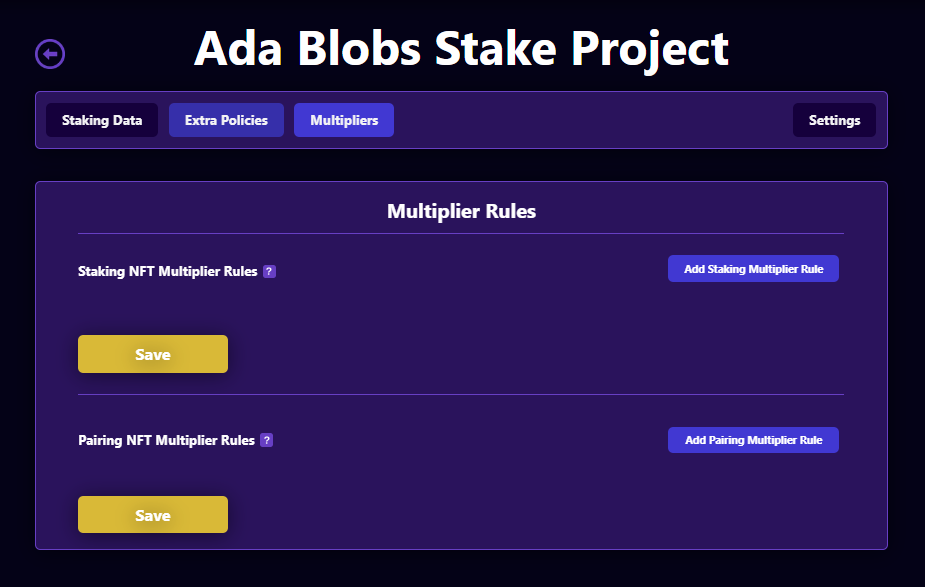 Ada Blobs Stake Project
Staking Data Extra Policies Multipliers Settings
Multiplier Rules
Staking NFT Multiplier Rules ? Add Staking Multiplier Rule
Save
Pairing NFT Multiplier Rules ? Add Pairing Multiplier Rule
Save